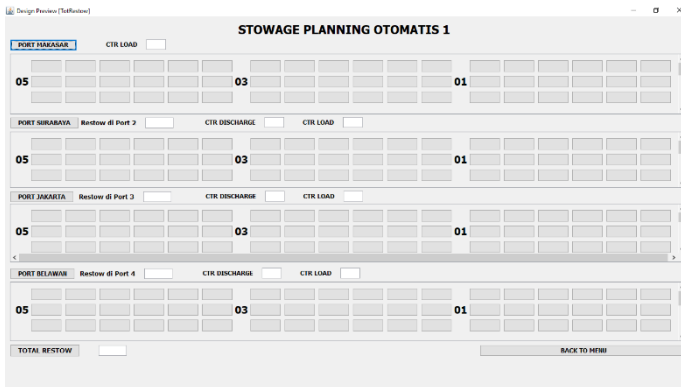 Design Preview [TotRestow]
STOWAGE PLANNING OTOMATIS 1
PORT MAKASAR CTR LOAD
05 03 01
PORT SURABAYA Restow di Port 2 CTR DISCHARGE CTR LOAD
05 03 01
PORT JAKARTA Restow di Port 3 CTR DISCHARGE CTR LOAD
05 03 01
PORT BELAWAN Restow di Port 4 CTR DISCHARGE CTR LOAD
05 03 01
TOTAL RESTOW BACK TO MENU